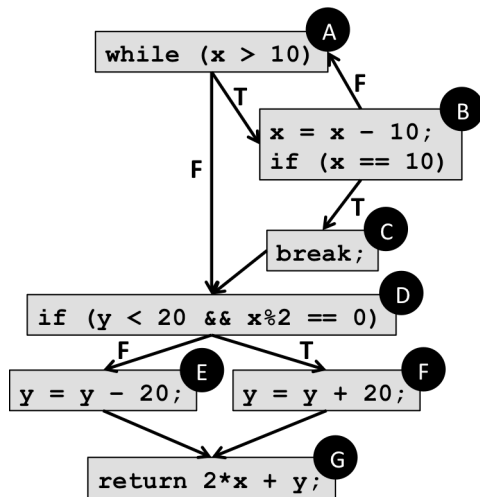 A
while (x > 10)
T
F
F
B
x = x - 10;
if (x == 10)
T
C
break;
D
if (y < 20 && x%2 == 0)
F
T
E
y = y - 20;
F
y = y + 20;
G
return 2*x + y;